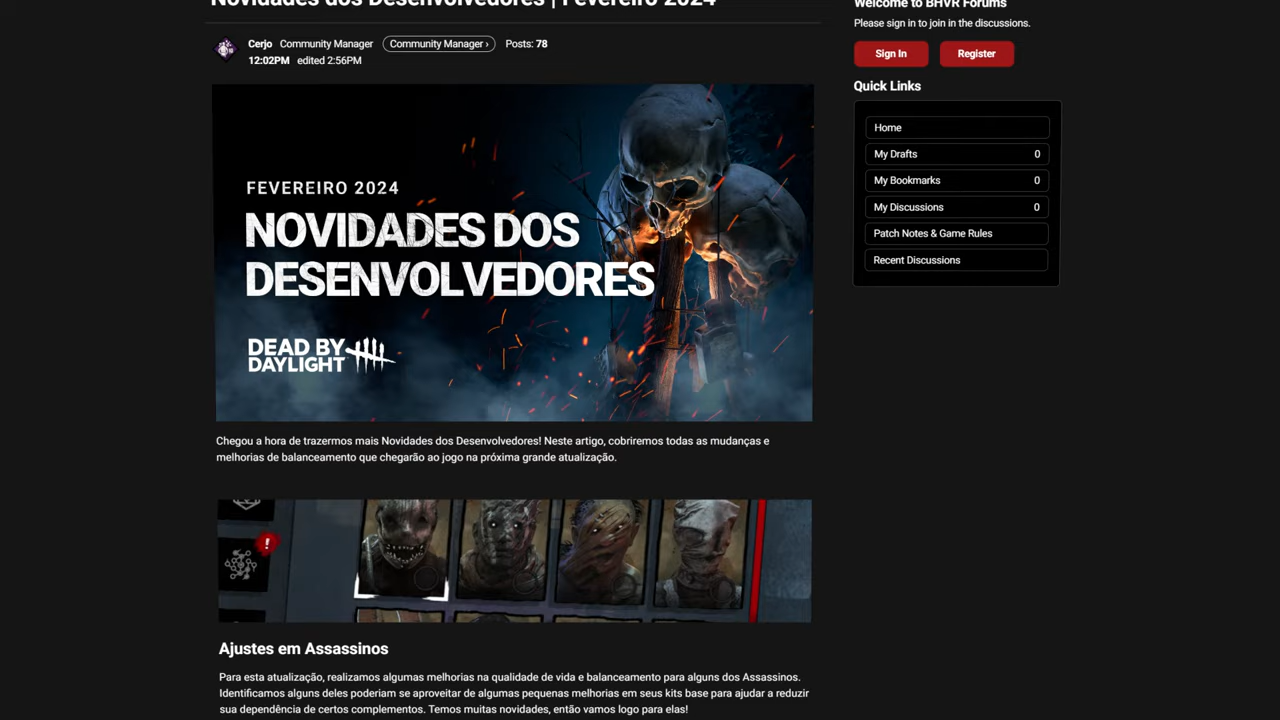 Novidades dos Desenvolvedores | Fevereiro 2024
Cerjo Community Manager Community Manager › Posts: 78
12:02PM edited 2:56PM
FEVEREIRO 2024
NOVIDADES DOS
DESENVOLVEDORES
DEAD BY
DAYLIGHT
Chegou a hora de trazermos mais Novidades dos Desenvolvedores! Neste artigo, cobriremos todas as mudanças e
melhorias de balanceamento que chegarão ao jogo na próxima grande atualização.
Ajustes em Assassinos
Para esta atualização, realizamos algumas melhorias na qualidade de vida e balanceamento para alguns dos Assassinos.
Identificamos alguns deles poderiam se aproveitar de algumas pequenas melhorias em seus kits base para ajudar a reduzir
sua dependência de certos complementos. Temos muitas novidades, então vamos logo para elas!
Welcome to BHVR Forums
Please sign in to join in the discussions.
Sign In Register
Quick Links
Home
My Drafts 0
My Bookmarks 0
My Discussions 0
Patch Notes & Game Rules
Recent Discussions